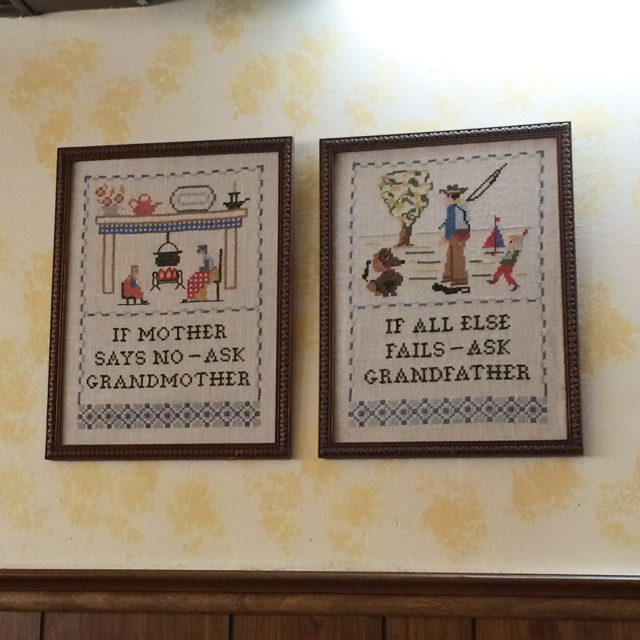 IF MOTHER
SAYS NO—ASK
GRANDMOTHER
IF ALL ELSE
FAILS—ASK
GRANDFATHER